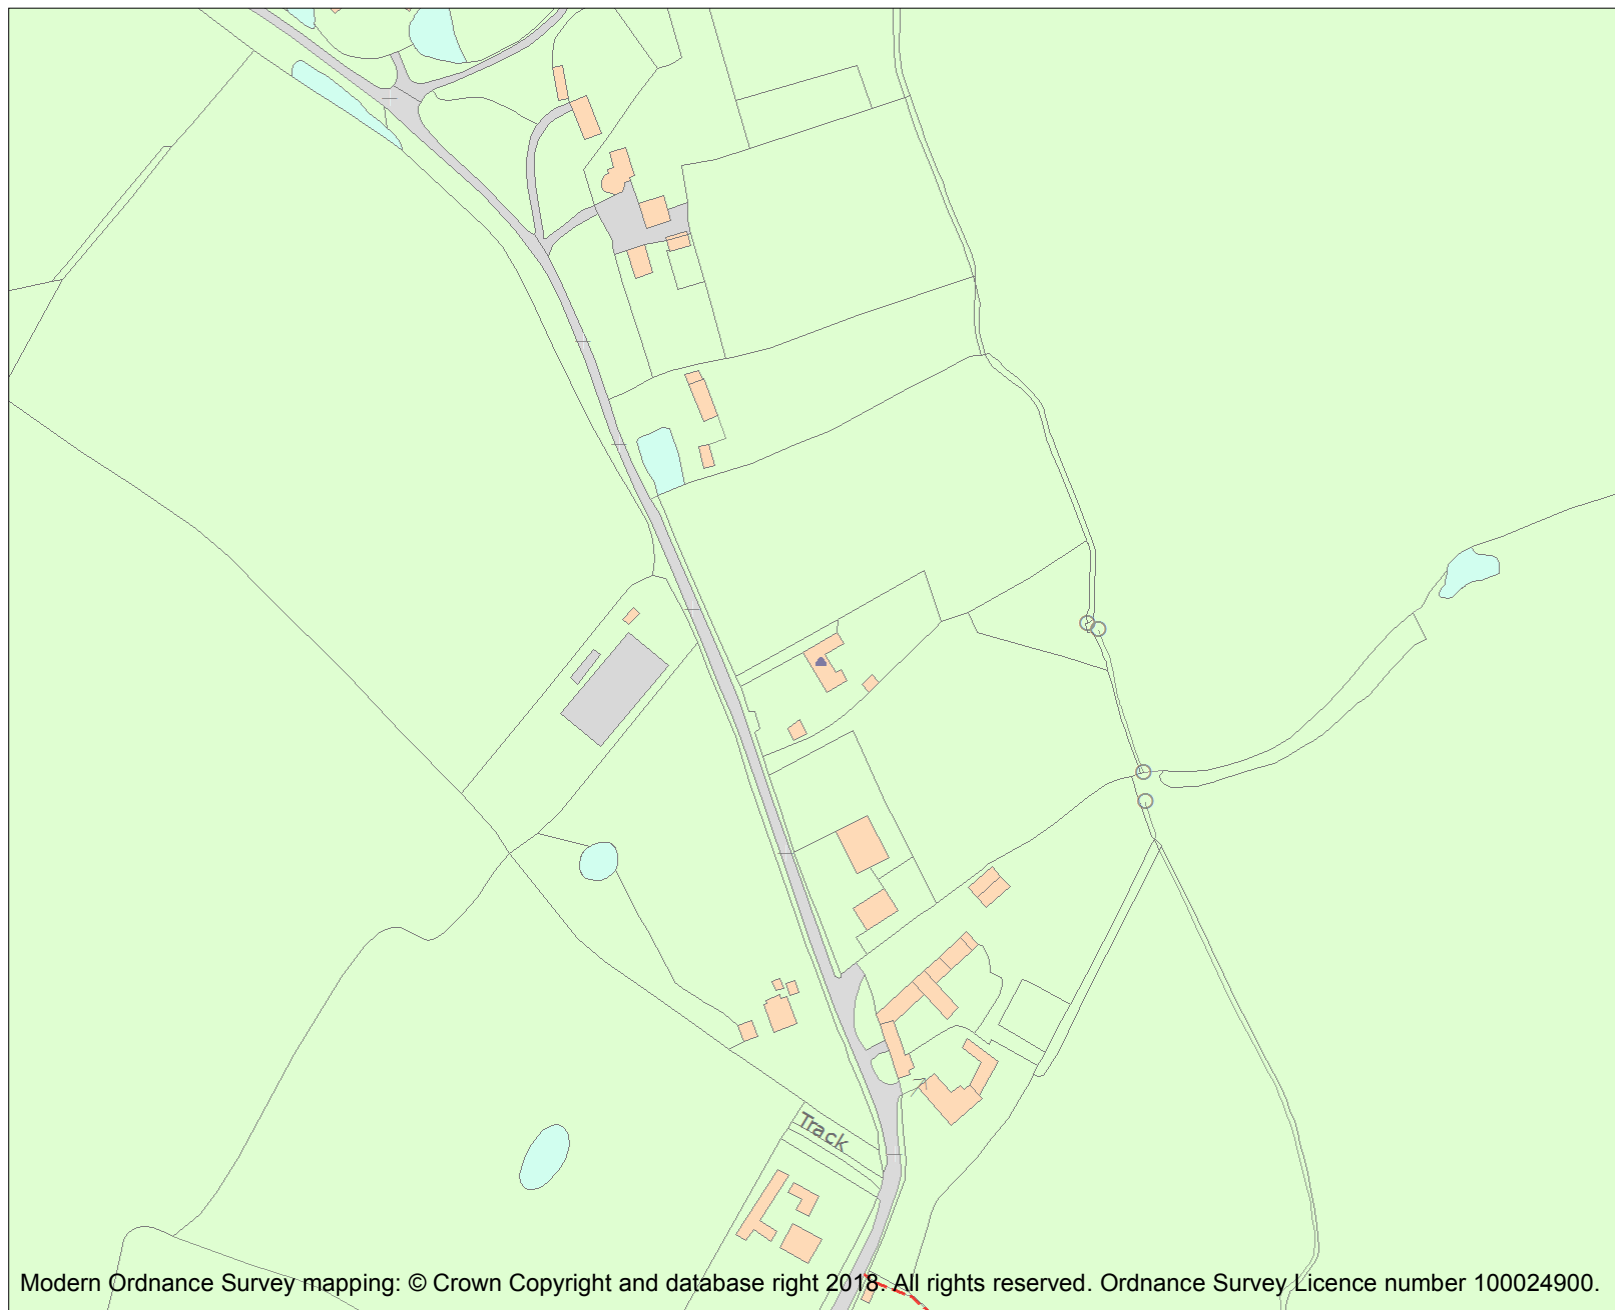 Track
Modern Ordnance Survey mapping: © Crown Copyright and database right 2018. All rights reserved. Ordnance Survey Licence number 100024900.